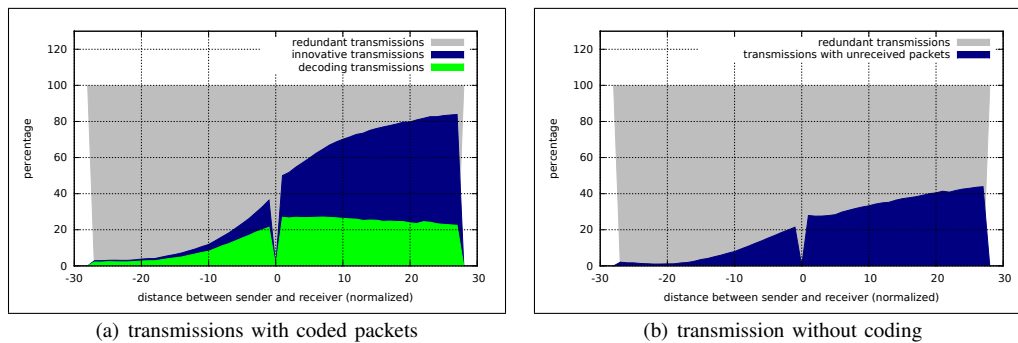 120
100
80
60
40
20
0
percentage
redundant transmissions
innovative transmissions
decoding transmissions
-30 -20 -10 0 10 20 30
distance between sender and receiver (normalized)
(a) transmissions with coded packets
120
100
80
60
40
20
0
percentage
redundant transmissions
transmissions with unreceived packets
-30 -20 -10 0 10 20 30
distance between sender and receiver (normalized)
(b) transmission without coding